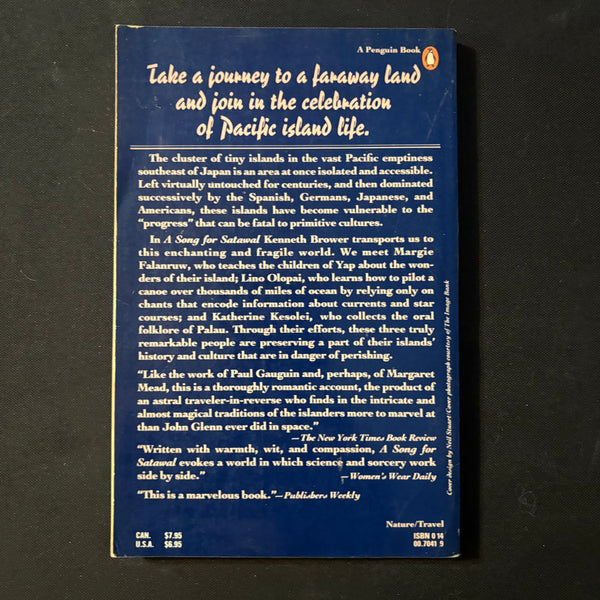 A Penguin Book
Take a journey to a faraway land
and join in the celebration
of Pacific island life.
The cluster of tiny islands in the vast Pacific emptiness
southeast of Japan is an area at once isolated and accessible.
Left virtually untouched for centuries, and then dominated
successively by the Spanish, Germans, Japanese, and
Americans, these islands have become vulnerable to the
“progress” that can be fatal to primitive cultures.
In A Song for Satawal Kenneth Brower transports us to
this enchanting and fragile world. We meet Margie
Falanruw, who teaches the children of Yap about the won-
ders of their island; Lino Olopai, who learns how to pilot a
canoe over thousands of miles of ocean by relying only on
chants that encode information about currents and star
courses; and Katherine Kesolei, who collects the oral
folklore of Palau. Through their efforts, these three truly
remarkable people are preserving a part of their islands’
history and culture that are in danger of perishing.
“Like the work of Paul Gauguin and, perhaps, of Margaret
Mead, this is a thoroughly romantic account, the product of
an astral traveler-in-reverse who finds in the intricate and
almost magical traditions of the islanders more to marvel at
than John Glenn ever did in space.”
—The New York Times Book Review
“Written with warmth, wit, and compassion, A Song for
Satawal evokes a world in which science and sorcery work
side by side.” —Women's Wear Daily
“This is a marvelous book.”—Publishers Weekly
Cover design by Neil Stuart/Cover photograph courtesy of The Image Bank
Nature/Travel
CAN. $7.95
U.S.A. $6.95
ISBN 0 14
00.7041 9